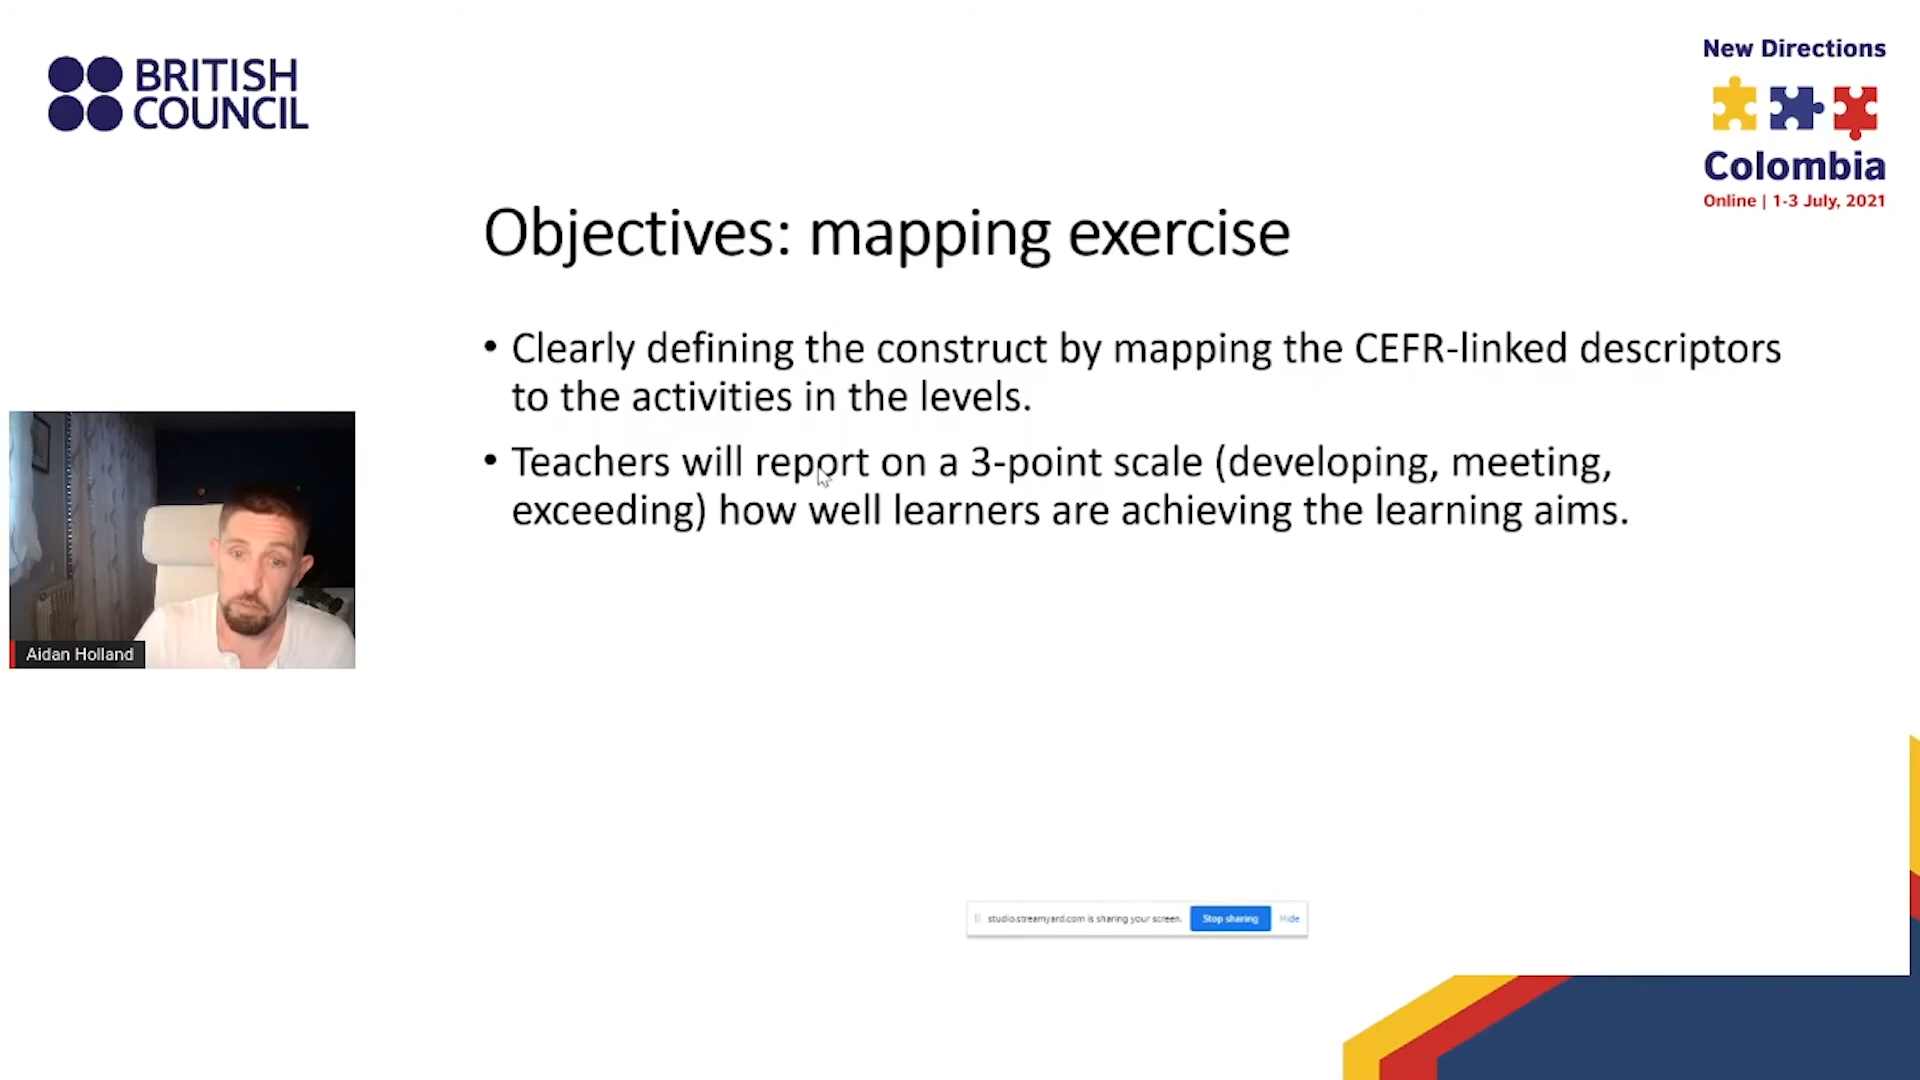 BRITISH
COUNCIL
New Directions
Colombia
Online | 1-3 July, 2021
Objectives: mapping exercise
• Clearly defining the construct by mapping the CEFR-linked descriptors
to the activities in the levels.
• Teachers will report on a 3-point scale (developing, meeting,
exceeding) how well learners are achieving the learning aims.
Aidan Holland
studio.streamyard.com is sharing your screen. Stop sharing Hide